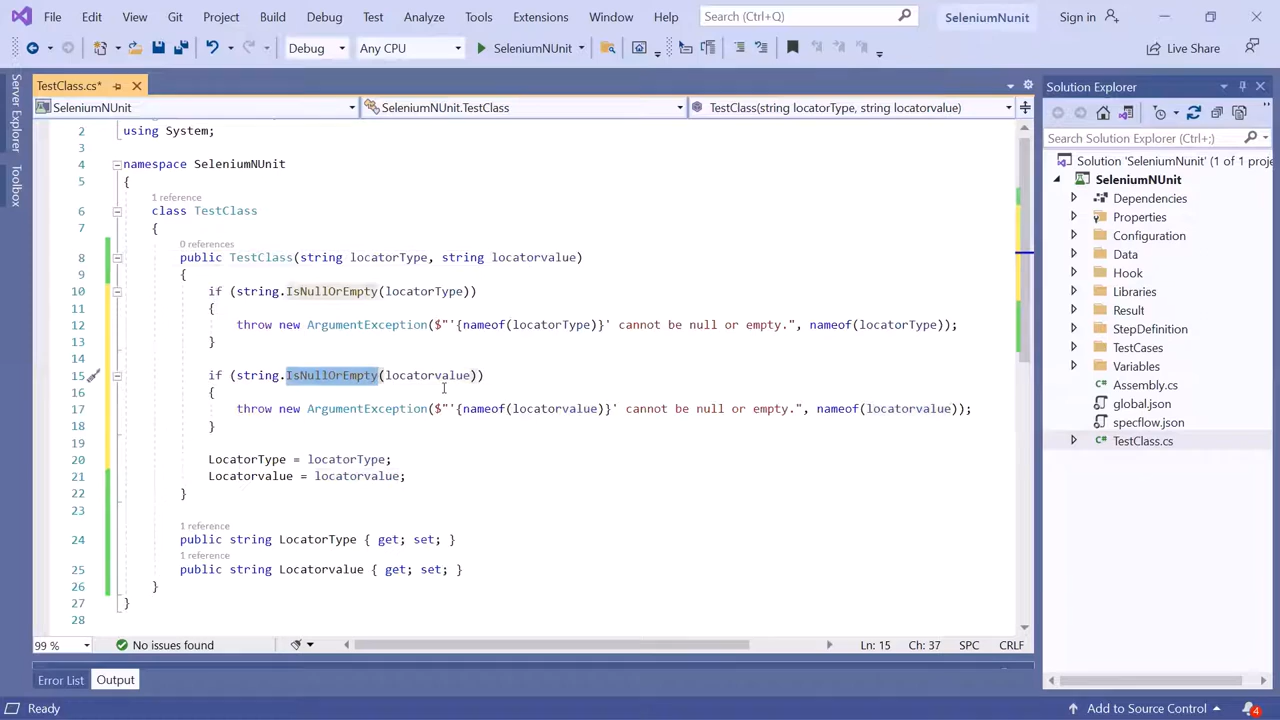 File Edit View Git Project Build Debug Test Analyze Tools Extensions Window Help Search (Ctrl+Q) SeleniumNunit Sign in
Debug Any CPU SeleniumNUnit Live Share
Server Explorer
Toolbox
TestClass.cs*
SeleniumNUnit SeleniumNUnit.TestClass TestClass(string locatorType, string locatorvalue)
2 using System;
3
4 namespace SeleniumNUnit
5 {
1 reference
6 class TestClass
7 {
0 references
8 public TestClass(string locatorType, string locatorvalue)
9 {
10 if (string.IsNullOrEmpty(locatorType))
11 {
12 throw new ArgumentException($"'{nameof(locatorType)}' cannot be null or empty.", nameof(locatorType));
13 }
14
15 if (string.IsNullOrEmpty(locatorvalue))
16 {
17 throw new ArgumentException($"'{nameof(locatorvalue)}' cannot be null or empty.", nameof(locatorvalue));
18 }
19
20 LocatorType = locatorType;
21 Locatorvalue = locatorvalue;
22 }
23
1 reference
24 public string LocatorType { get; set; }
1 reference
25 public string Locatorvalue { get; set; }
26 }
27 }
28
99 % No issues found Ln: 15 Ch: 37 SPC CRLF
Error List Output
Ready Add to Source Control 4
Solution Explorer
Search Solution Explorer (Ctrl+;)
Solution 'SeleniumNunit' (1 of 1 proje
SeleniumNUnit
Dependencies
Properties
Configuration
Data
Hook
Libraries
Result
StepDefinition
TestCases
Variables
Assembly.cs
global.json
specflow.json
TestClass.cs